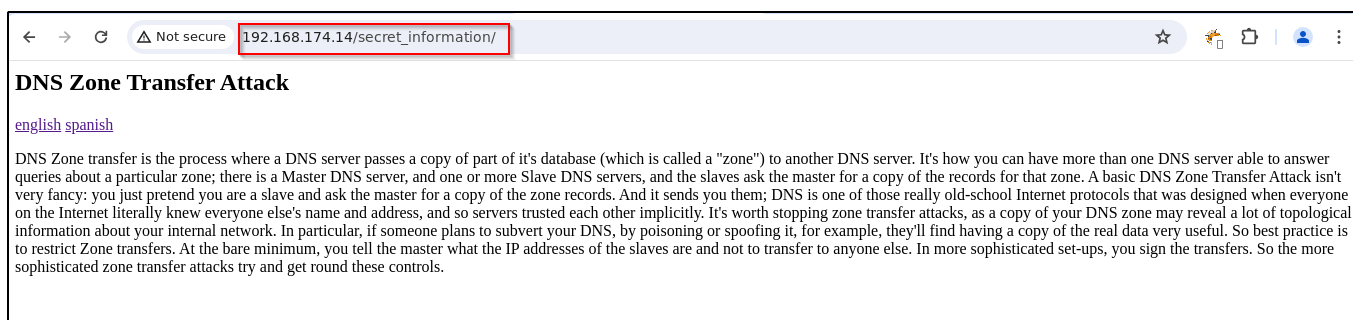 Not secure
192.168.174.14/secret_information/
DNS Zone Transfer Attack
english spanish
DNS Zone transfer is the process where a DNS server passes a copy of part of it's database (which is called a "zone") to another DNS server. It's how you can have more than one DNS server able to answer
queries about a particular zone; there is a Master DNS server, and one or more Slave DNS servers, and the slaves ask the master for a copy of the records for that zone. A basic DNS Zone Transfer Attack isn't
very fancy: you just pretend you are a slave and ask the master for a copy of the zone records. And it sends you them; DNS is one of those really old-school Internet protocols that was designed when everyone
on the Internet literally knew everyone else's name and address, and so servers trusted each other implicitly. It's worth stopping zone transfer attacks, as a copy of your DNS zone may reveal a lot of topological
information about your internal network. In particular, if someone plans to subvert your DNS, by poisoning or spoofing it, for example, they'll find having a copy of the real data very useful. So best practice is
to restrict Zone transfers. At the bare minimum, you tell the master what the IP addresses of the slaves are and not to transfer to anyone else. In more sophisticated set-ups, you sign the transfers. So the more
sophisticated zone transfer attacks try and get round these controls.